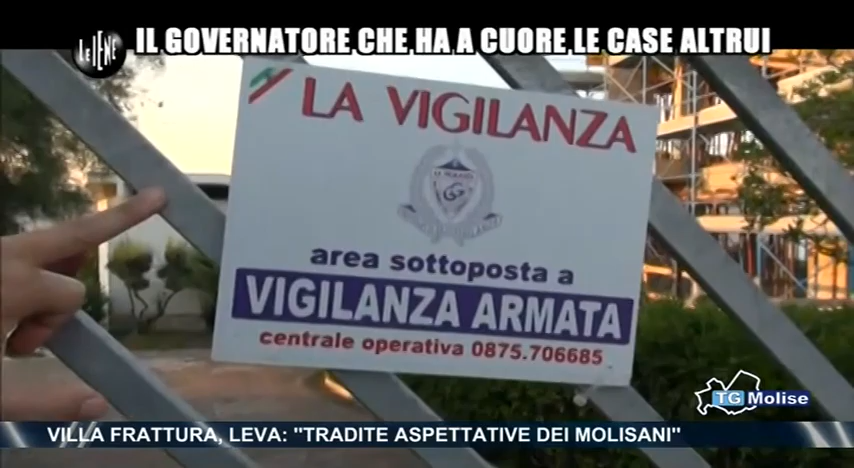 LE IENE
IL GOVERNATORE CHE HA A CUORE LE CASE ALTRUI
LA VIGILANZA
area sottoposta a
VIGILANZA ARMATA
centrale operativa 0875.706685
TG Molise
VILLA FRATTURA, LEVA: "TRADITE ASPETTATIVE DEI MOLISANI"